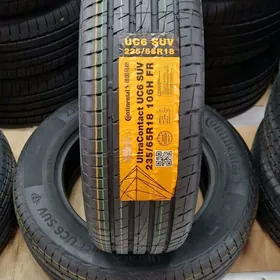 UC6 SUV
235/65R18
Continental
UltraContact UC6 SUV
235/65R18 106H FR
UC6 SUV